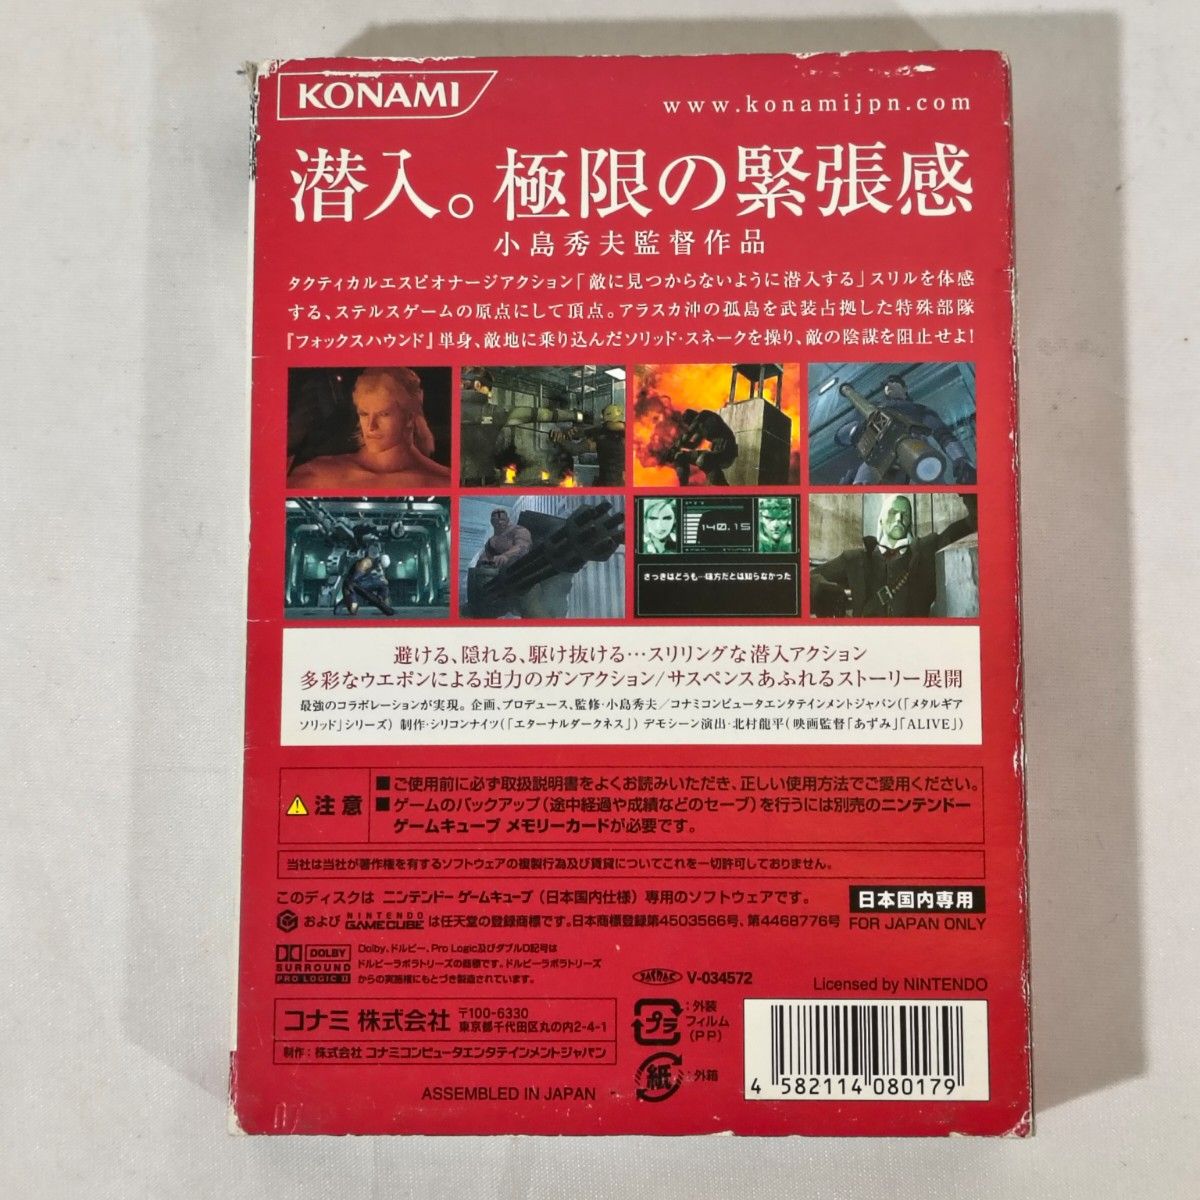 KONAMI
www.konamijpn.com
潜入。極限の緊張感
小島秀夫監督作品
タクティカルエスピオナージアクション「敵に見つからないように潜入する」スリルを体感
する、ステルスゲームの原点にして頂点。アラスカ沖の孤島を武装占拠した特殊部隊
『フォックスハウンド』単身、敵地に乗り込んだソリッド・スネークを操り、敵の陰謀を阻止せよ!
140.15
さっきはどうも…味方だとは知らなかった
避ける、隠れる、駆け抜ける…スリリングな潜入アクション
多彩なウエポンによる迫力のガンアクション/サスペンスあふれるストーリー展開
最強のコラボレーションが実現。企画、プロデュース、監修・小島秀夫/コナミコンピュータエンタテインメントジャパン(「メタルギア
ソリッド」シリーズ) 制作・シリコンナイツ(「エターナルダークネス」) デモシーン演出・北村龍平(映画監督「あずみ」「ALIVE」)
注意
■ご使用前に必ず取扱説明書をよくお読みいただき、正しい使用方法でご愛用ください。
■ゲームのバックアップ(途中経過や成績などのセーブ)を行うには別売のニンテンドー
ゲームキューブ メモリーカードが必要です。
当社は当社が著作権を有するソフトウェアの複製行為及び賃貸についてこれを一切許可しておりません。
このディスクは ニンテンドー ゲームキューブ(日本国内仕様)専用のソフトウェアです。
日本国内専用
および NINTENDO GAMECUBE は任天堂の登録商標です。日本商標登録第4503566号、第4468776号
FOR JAPAN ONLY
DOLBY
SURROUND
PRO LOGIC II
Dolby、ドルビー、Pro Logic及びダブルD記号は
ドルビーラボラトリーズの商標です。ドルビーラボラトリーズ
からの実施権にもとづき製造されています。
V-034572
Licensed by NINTENDO
コナミ 株式会社
〒100-6330
東京都千代田区丸の内2-4-1
制作: 株式会社 コナミコンピュータエンタテインメントジャパン
プラ
:外装
フィルム
(PP)
紙
:外箱
ASSEMBLED IN JAPAN
4 582114 080179